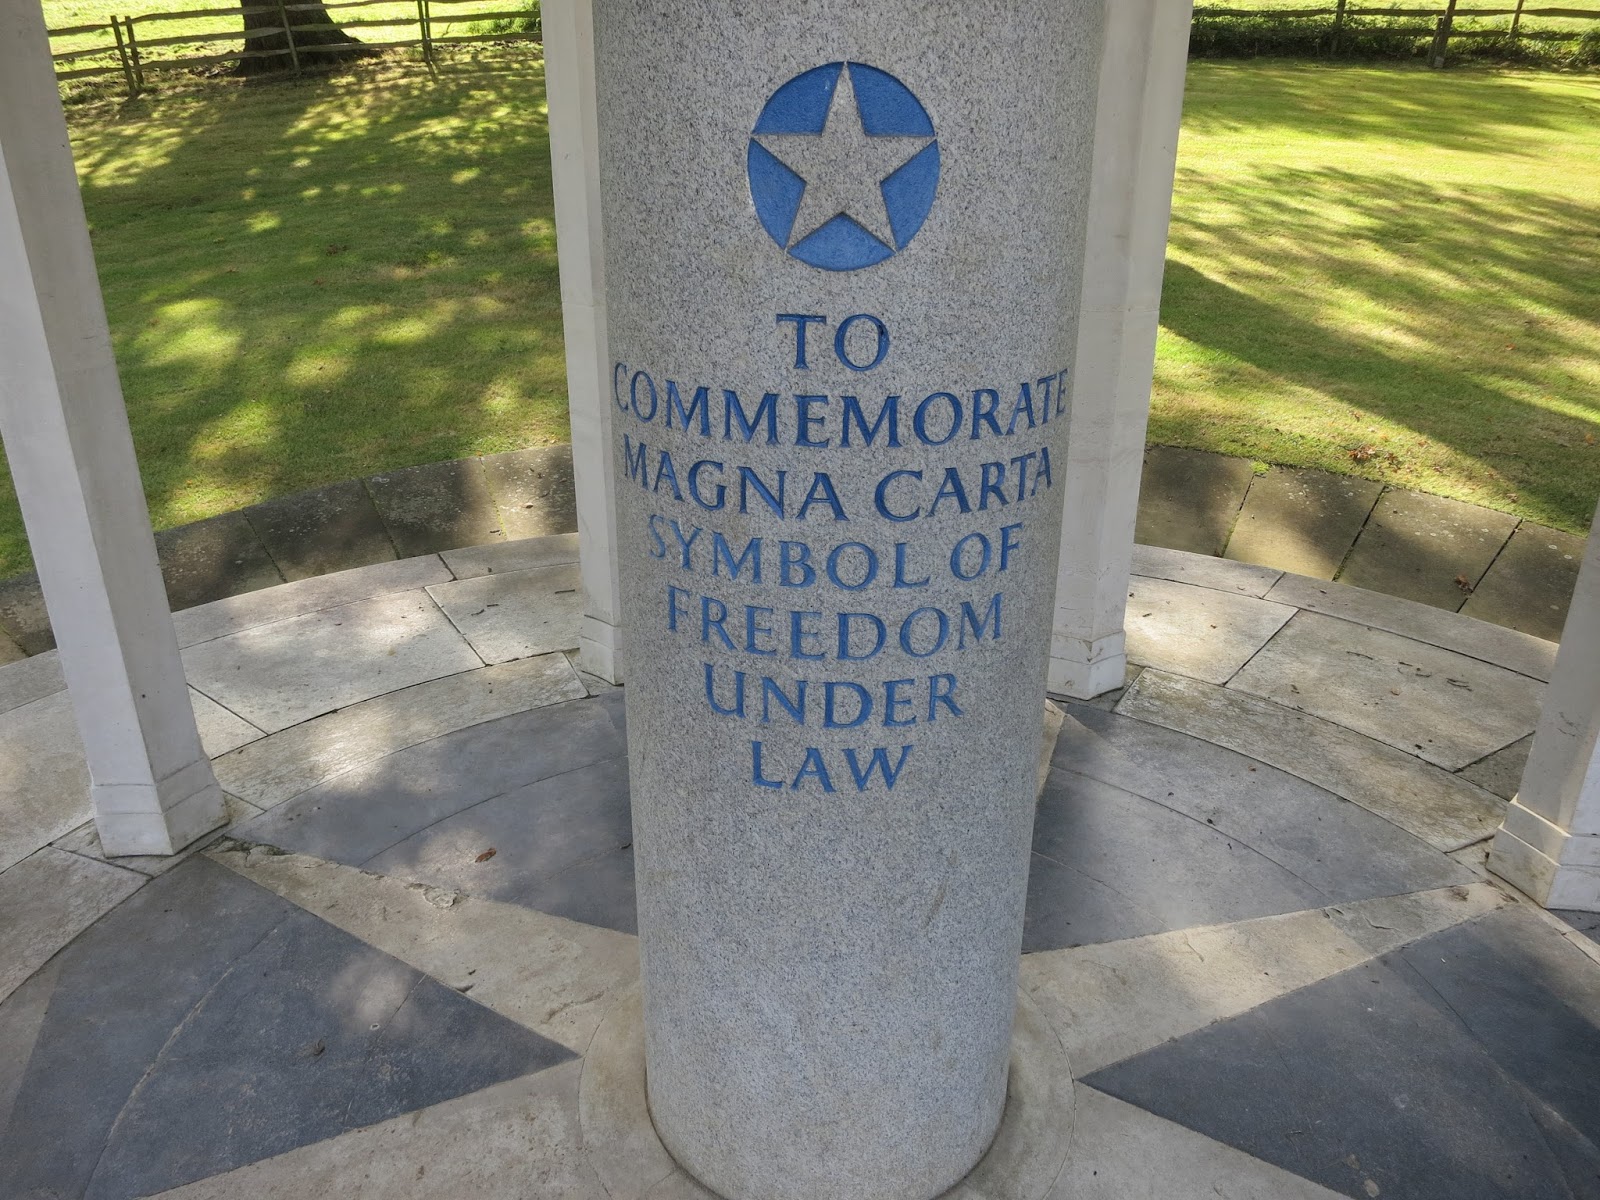 TO
COMMEMORATE
MAGNA CARTA
SYMBOL OF
FREEDOM
UNDER
LAW